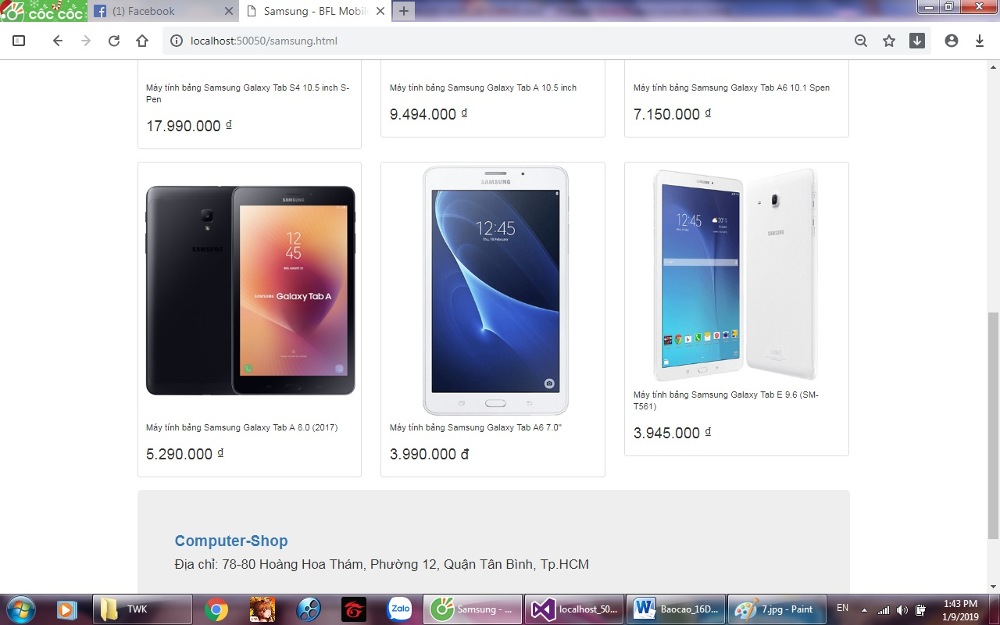 CỐC CỐC
(1) Facebook
Samsung - BFL Mobil
localhost:50050/samsung.html
Máy tính bảng Samsung Galaxy Tab S4 10.5 inch S-
Pen
17.990.000 ₫
Máy tính bảng Samsung Galaxy Tab A 10.5 inch
9.494.000 ₫
Máy tính bảng Samsung Galaxy Tab A6 10.1 Spen
7.150.000 ₫
SAMSUNG
SAMSUNG
12
45
SAMSUNG Galaxy Tab A
Máy tính bảng Samsung Galaxy Tab A 8.0 (2017)
5.290.000 ₫
SAMSUNG
12:45
Thu, 18 February
Máy tính bảng Samsung Galaxy Tab A6 7.0"
3.990.000 đ
SAMSUNG
12:45
20°
SAMSUNG
Máy tính bảng Samsung Galaxy Tab E 9.6 (SM-
T561)
3.945.000 ₫
Computer-Shop
Địa chỉ: 78-80 Hoàng Hoa Thám, Phường 12, Quận Tân Bình, Tp.HCM
TWK
Zalo
Samsung - ...
localhost_50...
Baocao_16D...
7.jpg - Paint
EN
1:43 PM
1/9/2019